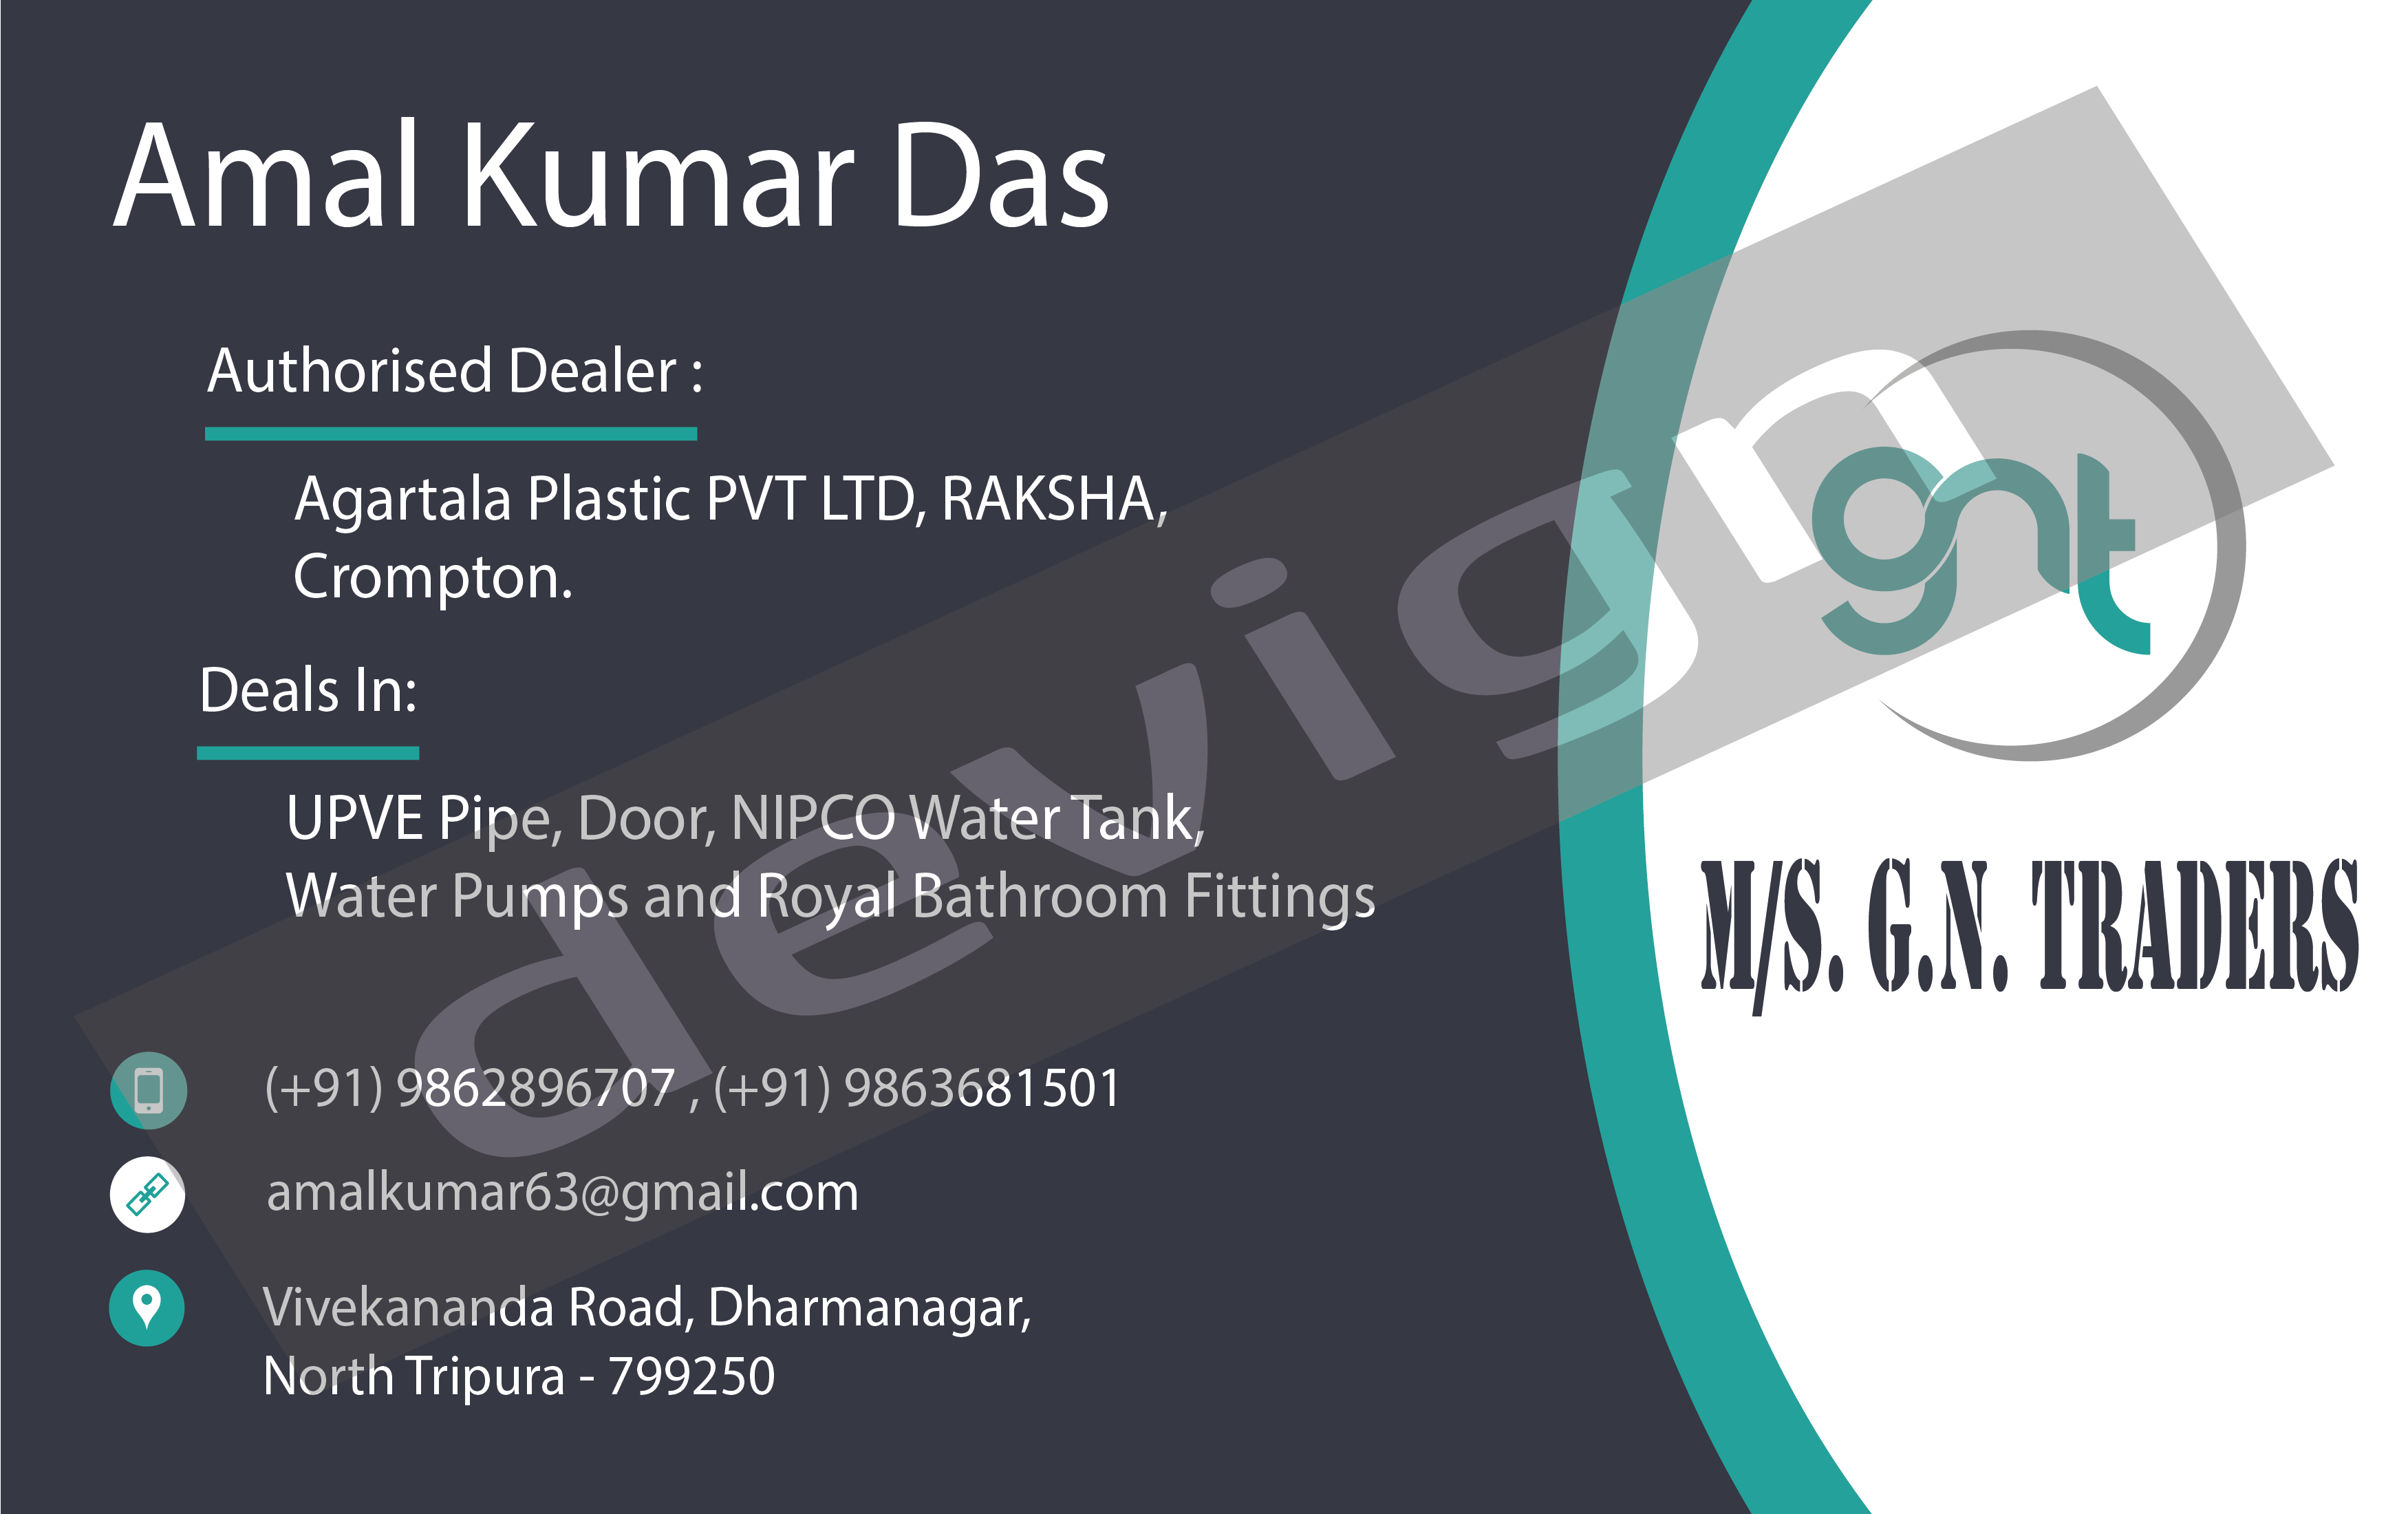 Amal Kumar Das
Authorised Dealer :
Agartala Plastic PVT LTD, RAKSHA,
Crompton.
Deals In:
UPVE Pipe, Door, NIPCO Water Tank,
Water Pumps and Royal Bathroom Fittings
(+91) 9862896707 , (+91) 9863681501
amalkumar63@gmail.com
Vivekananda Road, Dharmanagar,
North Tripura - 799250
gnt
M/S. G.N. TRADERS
devign